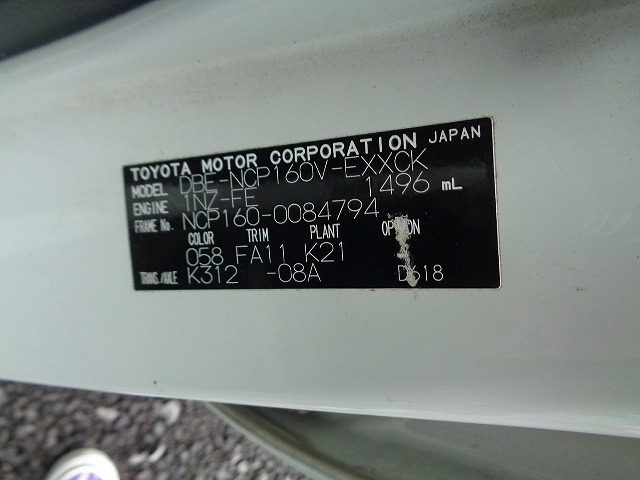 TOYOTA MOTOR CORPORATION JAPAN
MODEL DBE-NCP160V-EXXCK
ENGINE 1NZ-FE 1496 mL
FRAME No. NCP160-0084794
COLOR TRIM PLANT OPTION
058 FA11 K21
TRANS./AXLE K312 -08A D618